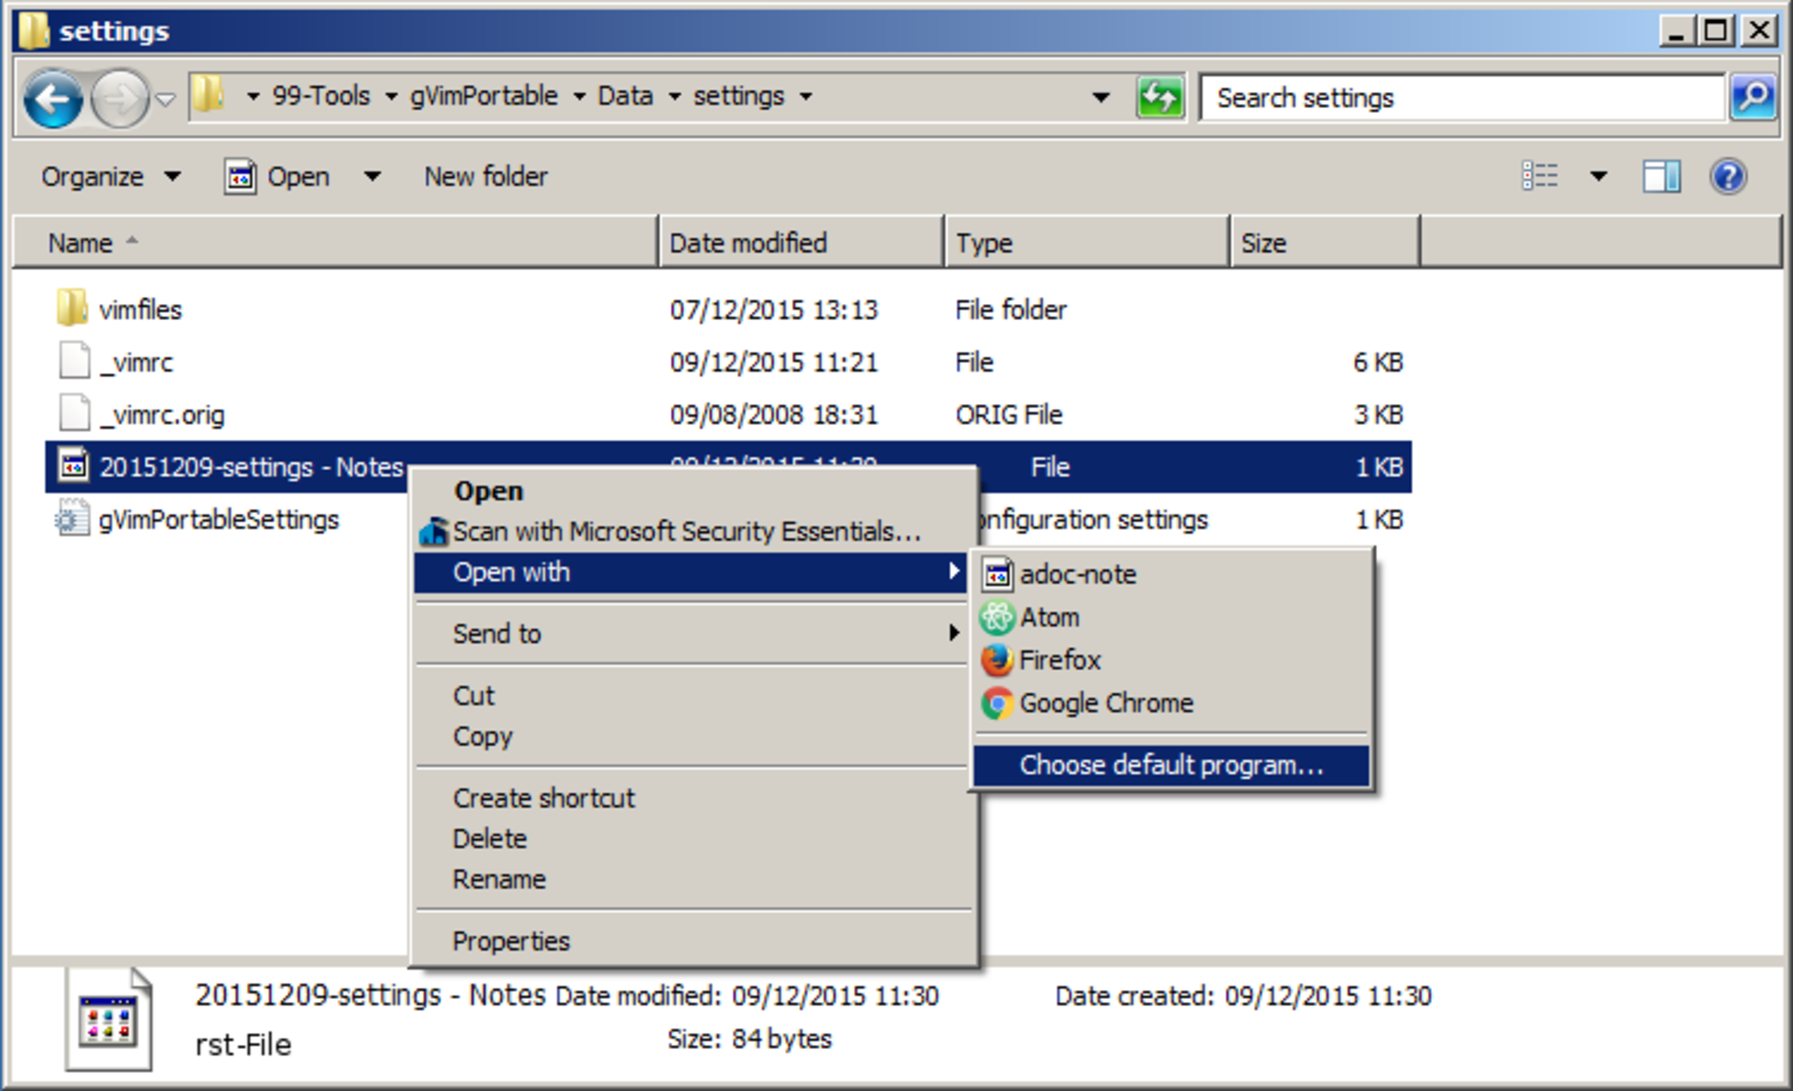 settings
99-Tools gVimPortable Data settings Search settings
Organize Open New folder
Name Date modified Type Size
vimfiles 07/12/2015 13:13 File folder
_vimrc 09/12/2015 11:21 File 6 KB
_vimrc.orig 09/08/2008 18:31 ORIG File 3 KB
20151209-settings - Notes File 1 KB
gVimPortableSettings onfiguration settings 1 KB
Open
Scan with Microsoft Security Essentials...
Open with
Send to
Cut
Copy
Create shortcut
Delete
Rename
Properties
adoc-note
Atom
Firefox
Google Chrome
Choose default program...
20151209-settings - Notes Date modified: 09/12/2015 11:30 Date created: 09/12/2015 11:30
rst-File Size: 84 bytes